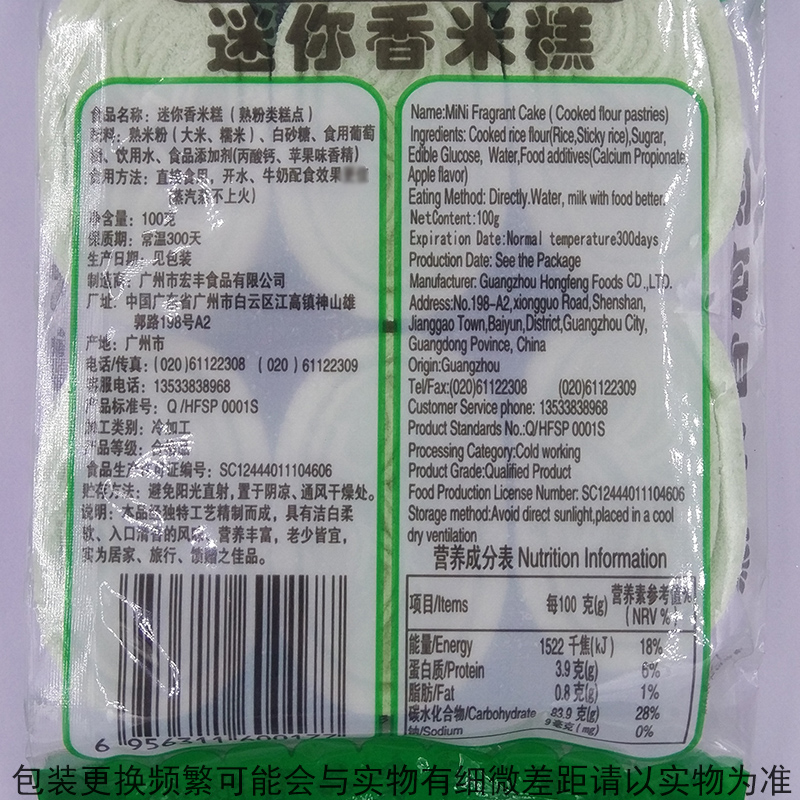 迷你香米糕
食品名称：迷你香米糕（熟粉类糕点）
料：熟米粉（大米、糯米）、白砂糖、食用葡萄
、饮用水、食品添加剂(丙酸钙、苹果味香精)
食用方法：直接食用，开水、牛奶配食效果
（蒸汽蒸不上火）
净含量：100克
保质期：常温300天
生产日期：见包装
制造商：广州市宏丰食品有限公司
厂址：中国广东省广州市白云区江高镇神山雄
郭路198号A2
产地：广州市
电话/传真：(020)61122308 （020）61122309
客服电话：13533838968
产品标准号：Q/HFSP 0001S
加工类别：冷加工
产品等级：合格品
食品生产许可证编号：SC12444011104606
贮存方法：避免阳光直射，置于阴凉、通风干燥处。
说明：本品经独特工艺精制而成，具有洁白柔
软、入口清香的风味，营养丰富，老少皆宜，
实为居家、旅行、馈赠之佳品。
6 956311 600177
Name:MiNi Fragrant Cake ( Cooked flour pastries)
Ingredients: Cooked rice flour(Rice,Sticky rice),Sugrar,
Edible Glucose, Water,Food additives(Calcium Propionate
Apple flavor)
Eating Method: Directly.Water, milk with food better.
NetContent:100g
Expiration Date:Normal temperature300days
Production Date: See the Package
Manufacturer: Guangzhou Hongfeng Foods CD.,LTD.
Address:No.198-A2,xiongguo Road,Shenshan,
Jianggao Town,Baiyun,District,Guangzhou City,
Guangdong Povince, China
Origin:Guangzhou
Tel/Fax:(020)61122308 (020)61122309
Customer Service phone: 13533838968
Product Standards No.:Q/HFSP 0001S
Processing Category:Cold working
Product Grade:Qualified Product
Food Production License Number: SC12444011104606
Storage method:Avoid direct sunlight,placed in a cool
dry ventilation
营养成分表 Nutrition Information
项目/Items 每100 克(g) 营养素参考值%
(NRV %)
能量/Energy 1522 千焦(kJ) 18%
蛋白质/Protein 3.9 克(g) 6%
脂肪/Fat 0.8 克(g) 1%
碳水化合物/Carbohydrate 83.9 克(g) 28%
钠/Sodium 9毫克(mg) 0%
包装更换频繁可能会与实物有细微差距请以实物为准